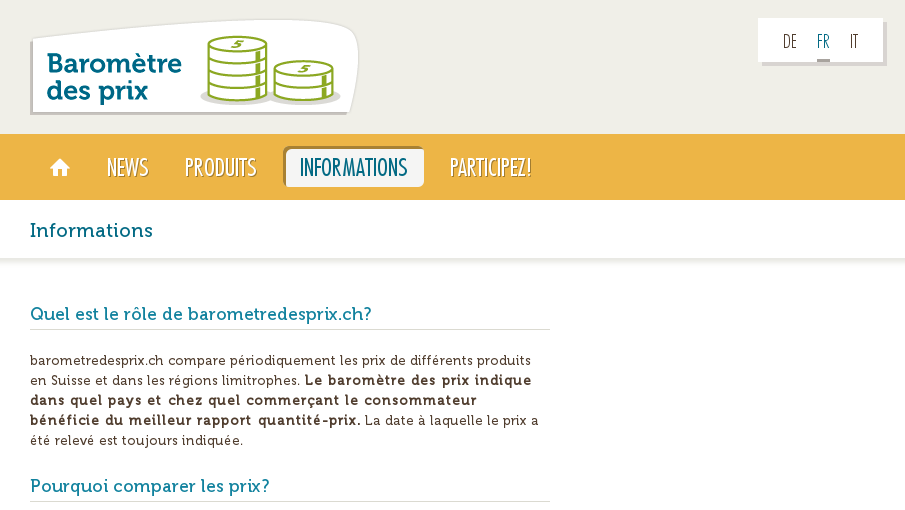 Baromètre
des prix
5
5
DE FR IT
NEWS PRODUITS INFORMATIONS PARTICIPEZ!
Informations
Quel est le rôle de barometredesprix.ch?
barometredesprix.ch compare périodiquement les prix de différents produits
en Suisse et dans les régions limitrophes. Le baromètre des prix indique
dans quel pays et chez quel commerçant le consommateur
bénéficie du meilleur rapport quantité-prix. La date à laquelle le prix a
été relevé est toujours indiquée.
Pourquoi comparer les prix?